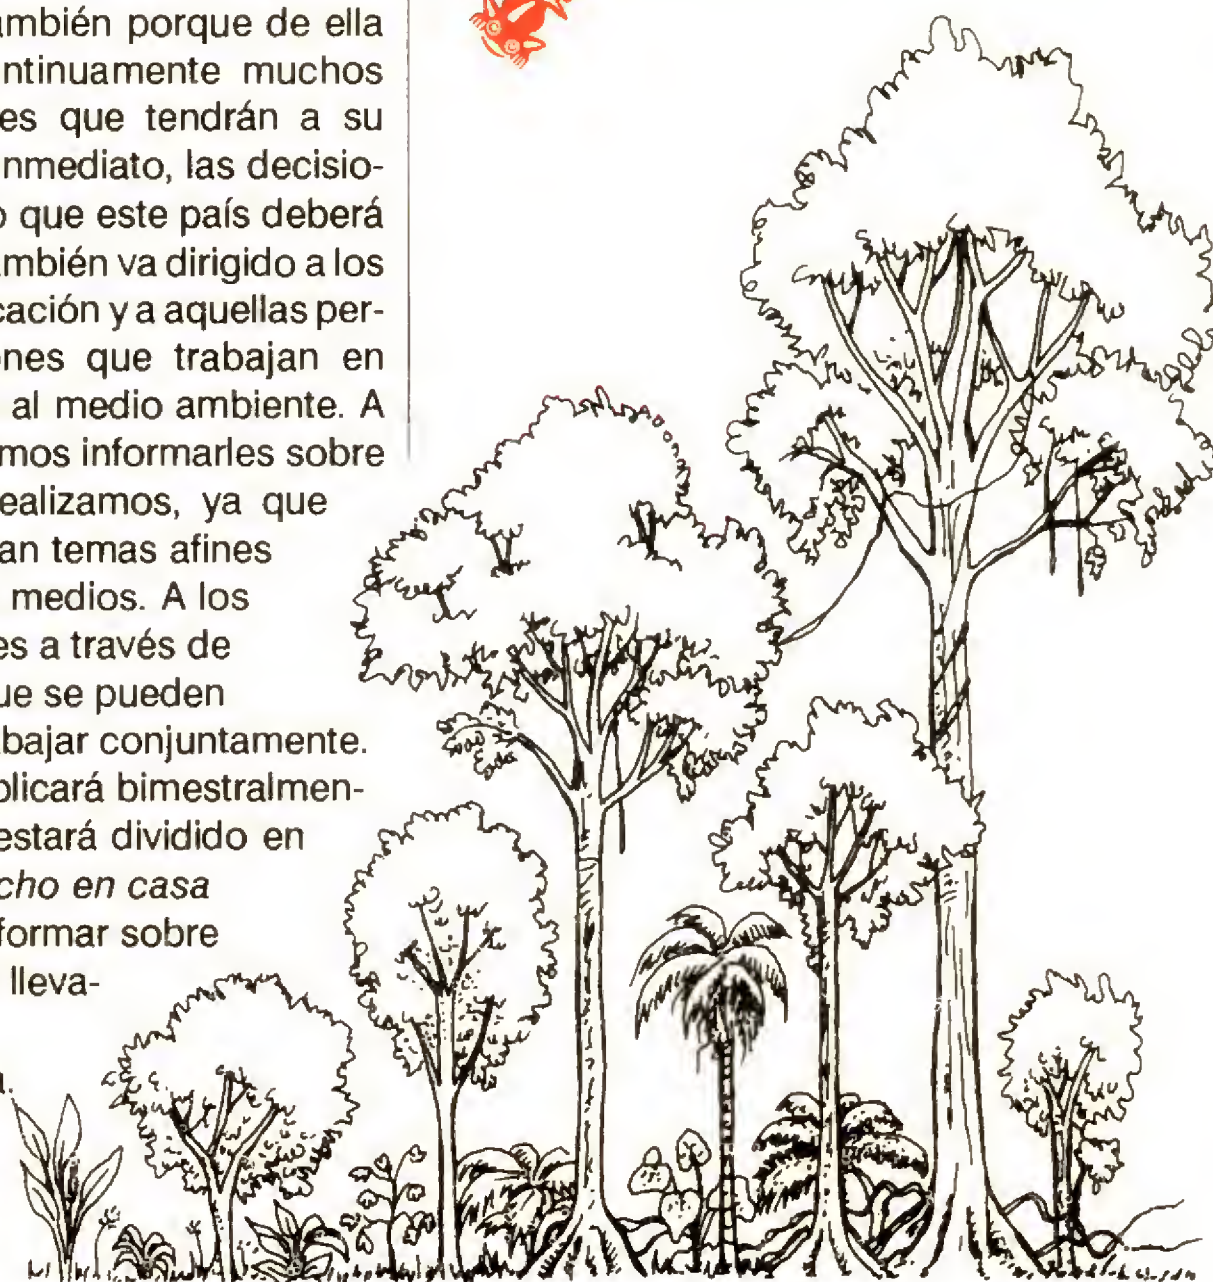 ambién porque de ella
ntinuamente muchos
es que tendrán a su
nmediato, las decisio-
o que este país deberá
ambién va dirigido a los
cación y a aquellas per-
nes que trabajan en
al medio ambiente. A
mos informarles sobre
ealizamos, ya que
an temas afines
medios. A los
es a través de
ue se pueden
abajar conjuntamente.
blicará bimestralmen-
estará dividido en
cho en casa
formar sobre
lleva-